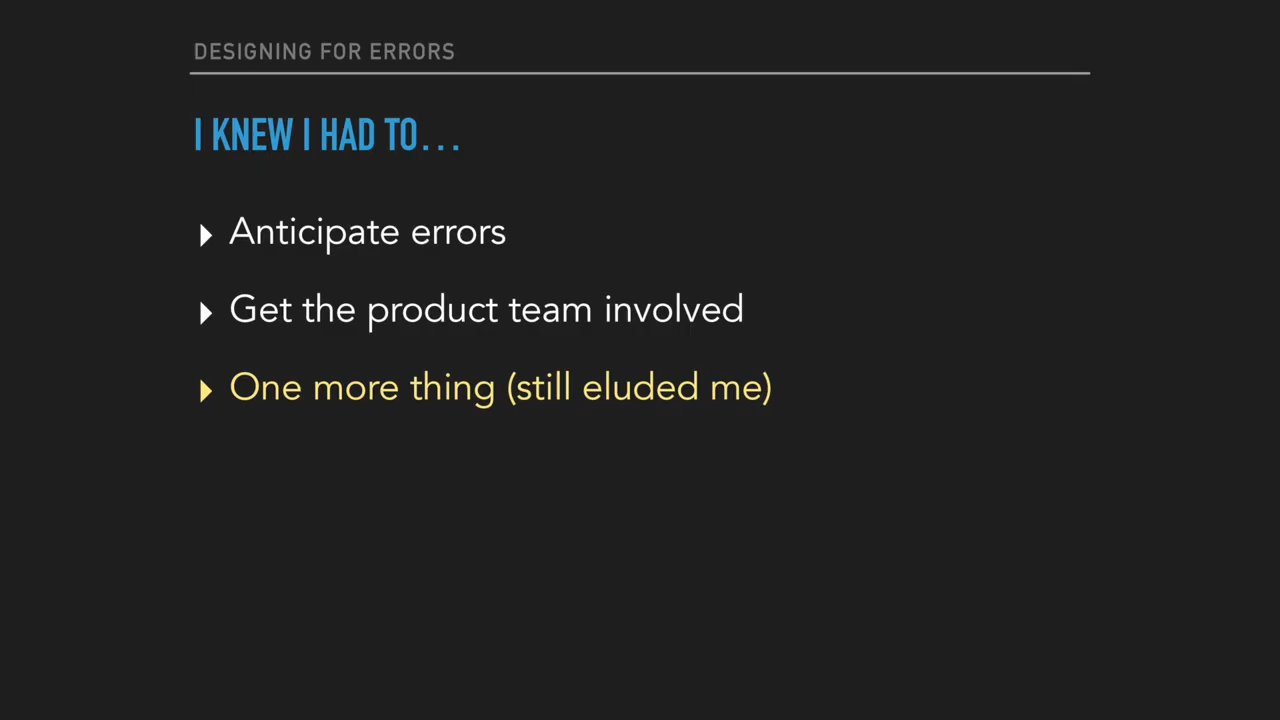 DESIGNING FOR ERRORS
I KNEW I HAD TO...
▸ Anticipate errors
▸ Get the product team involved
▸ One more thing (still eluded me)